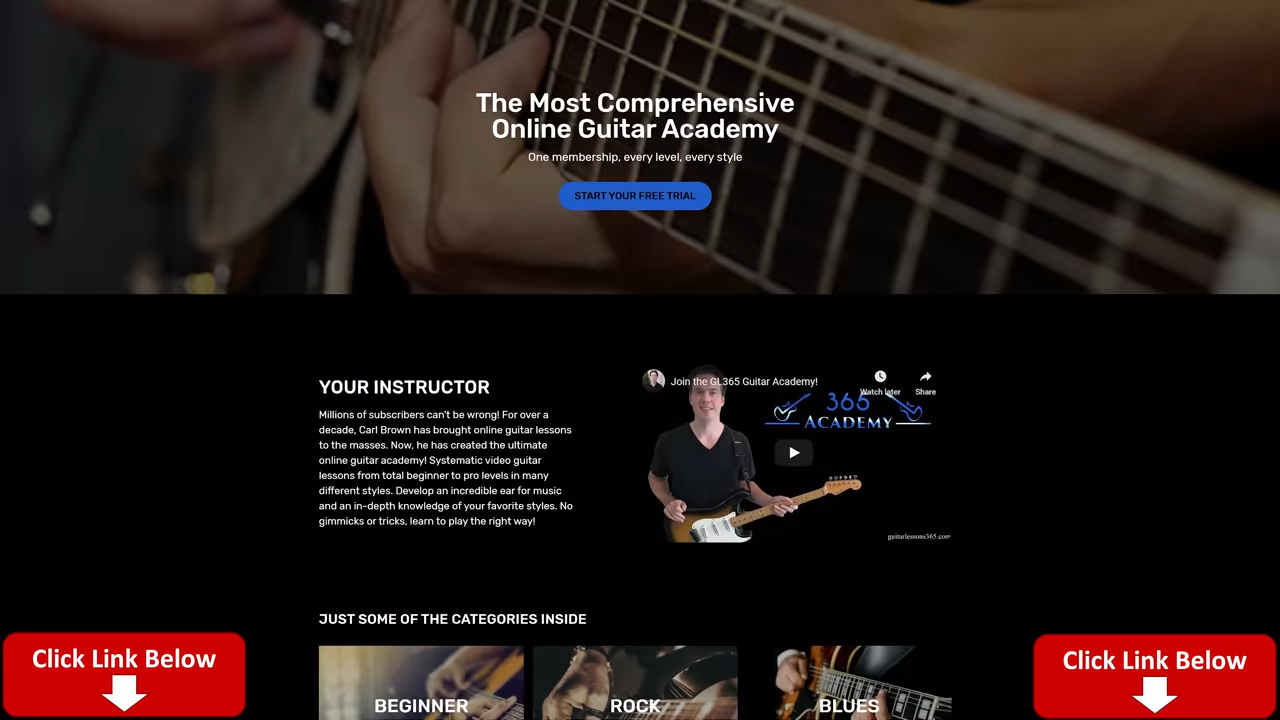 The Most Comprehensive
Online Guitar Academy
One membership, every level, every style
START YOUR FREE TRIAL
YOUR INSTRUCTOR
Millions of subscribers can't be wrong! For over a
decade, Carl Brown has brought online guitar lessons
to the masses. Now, he has created the ultimate
online guitar academy! Systematic video guitar
lessons from total beginner to pro levels in many
different styles. Develop an incredible ear for music
and an in-depth knowledge of your favorite styles. No
gimmicks or tricks, learn to play the right way!
Join the GL365 Guitar Academy!
Watch later
Share
365
ACADEMY
guitarlessons365.com
JUST SOME OF THE CATEGORIES INSIDE
BEGINNER
ROCK
BLUES
Click Link Below
Click Link Below